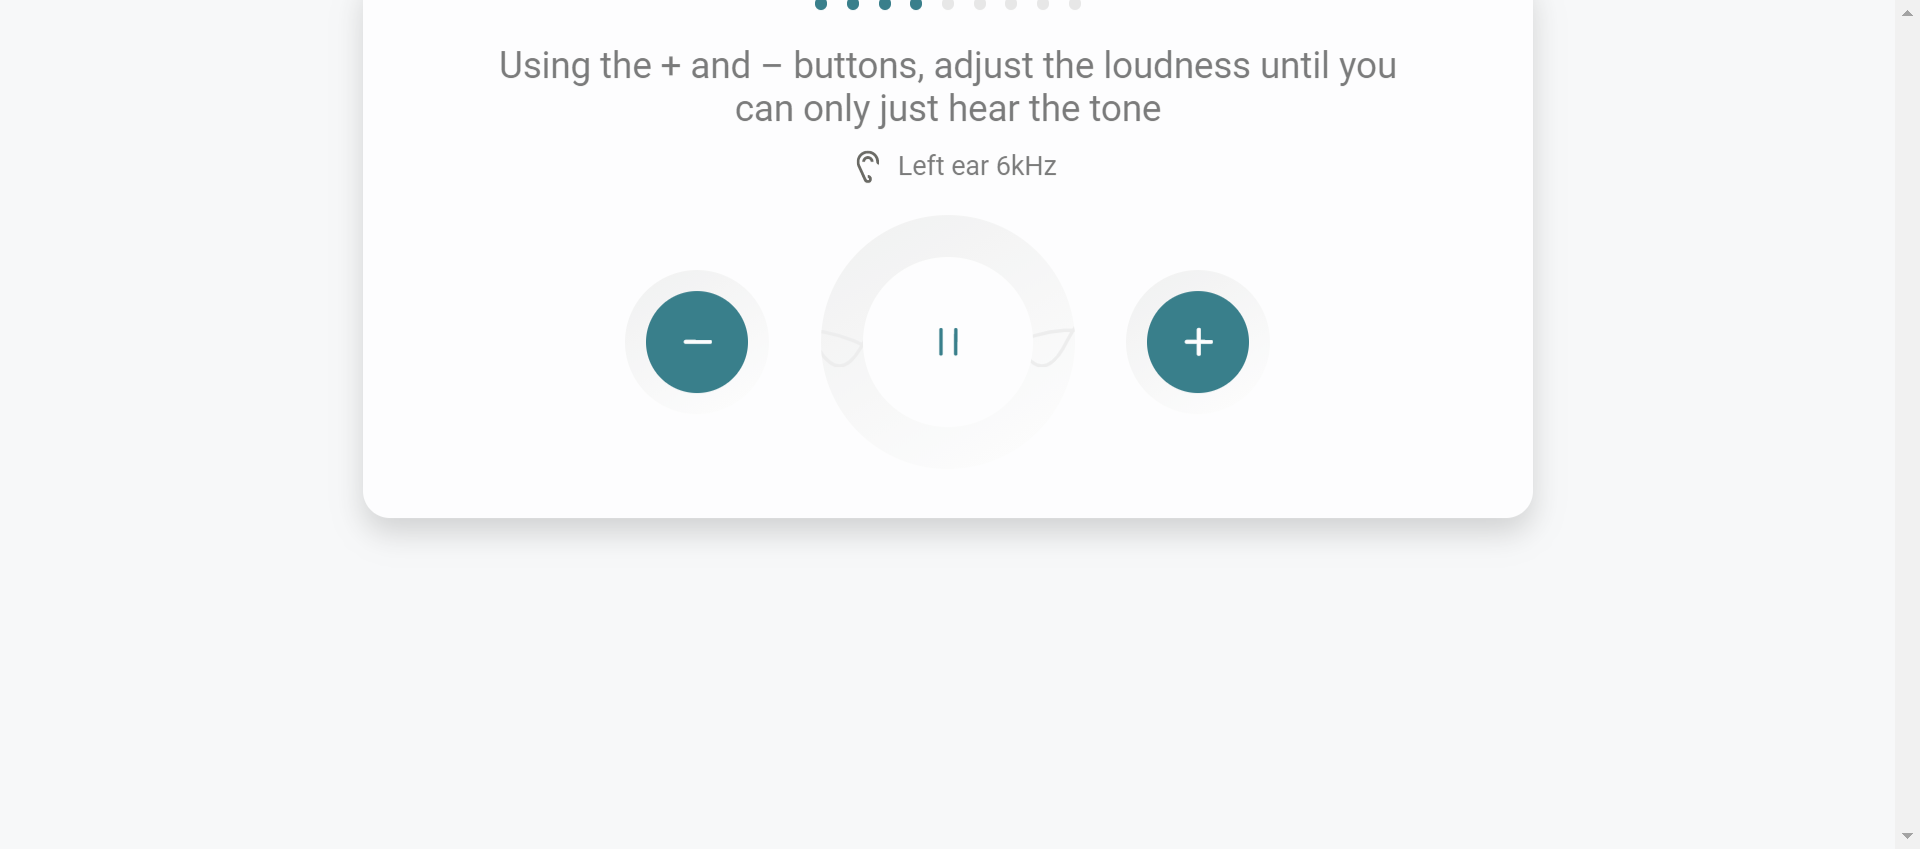 Using the + and – buttons, adjust the loudness until you
can only just hear the tone
Left ear 6kHz